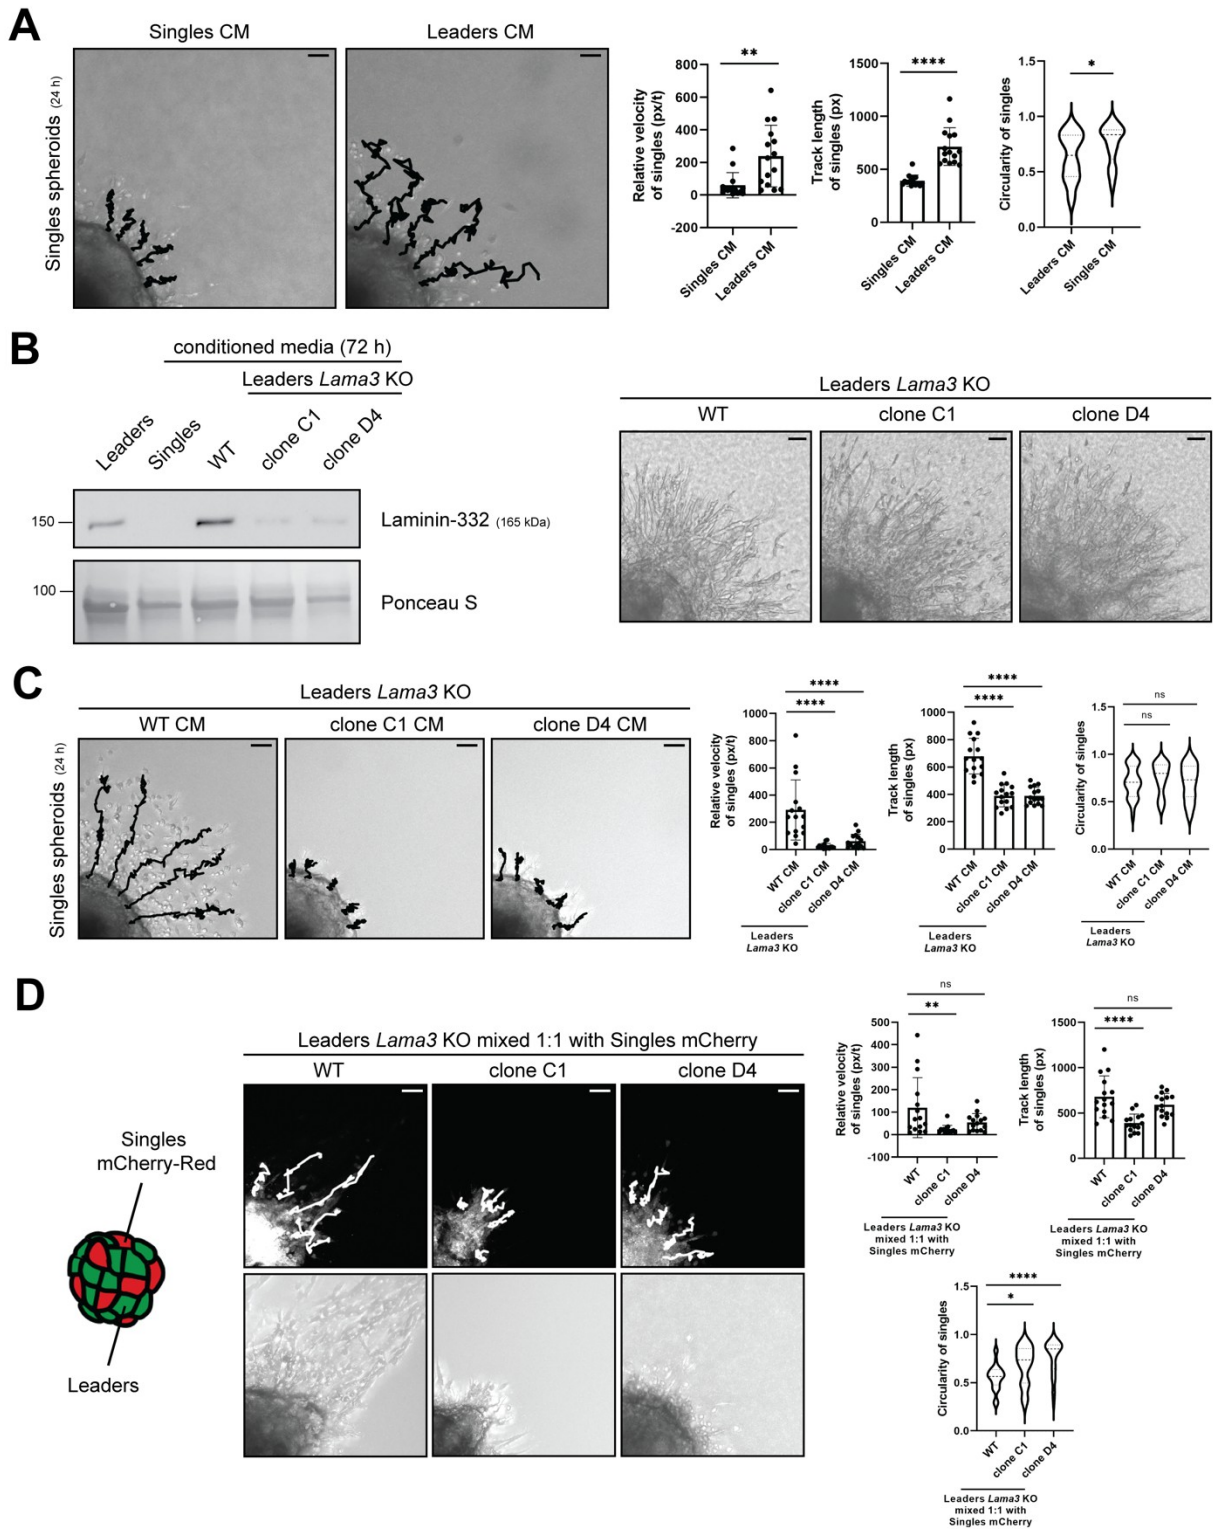 A
Singles CM
Leaders CM
Singles spheroids (24 h)
Relative velocity
of singles (px/t)
800
600
400
200
0
-200
**
Singles CM
Leaders CM
Track length
of singles (px)
1500
1000
500
0
****
Singles CM
Leaders CM
Circularity of singles
1.5
1.0
0.5
0.0
*
Leaders CM
Singles CM
B
conditioned media (72 h)
Leaders Lama3 KO
Leaders
Singles
WT
clone C1
clone D4
150
Laminin-332 (165 kDa)
100
Ponceau S
Leaders Lama3 KO
WT
clone C1
clone D4
C
Leaders Lama3 KO
WT CM
clone C1 CM
clone D4 CM
Singles spheroids (24 h)
Relative velocity
of singles (px/t)
1000
800
600
400
200
0
****
****
WT CM
clone C1 CM
clone D4 CM
Leaders
Lama3 KO
Track length
of singles (px)
1000
800
600
400
200
0
****
****
WT CM
clone C1 CM
clone D4 CM
Leaders
Lama3 KO
Circularity of singles
1.5
1.0
0.5
0.0
ns
ns
WT CM
clone C1 CM
clone D4 CM
Leaders
Lama3 KO
D
Singles
mCherry-Red
Leaders
Leaders Lama3 KO mixed 1:1 with Singles mCherry
WT
clone C1
clone D4
Relative velocity
of singles (px/t)
500
400
300
200
100
0
-100
ns
**
WT
clone C1
clone D4
Leaders Lama3 KO
mixed 1:1 with
Singles mCherry
Track length
of singles (px)
1500
1000
500
0
ns
****
WT
clone C1
clone D4
Leaders Lama3 KO
mixed 1:1 with
Singles mCherry
Circularity of singles
1.5
1.0
0.5
0.0
****
*
WT
clone C1
clone D4
Leaders Lama3 KO
mixed 1:1 with
Singles mCherry